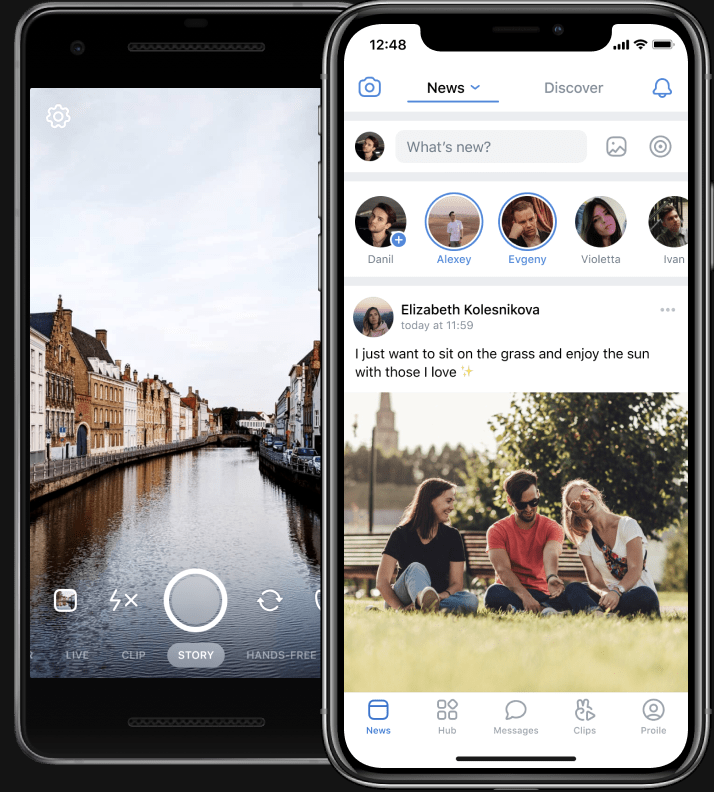 LIVE
CLIP
STORY
HANDS-FREE
12:48
News
Discover
What's new?
Danil
Alexey
Evgeny
Violetta
Ivan
Elizabeth Kolesnikova
today at 11:59
I just want to sit on the grass and enjoy the sun
with those I love ✨
News
Hub
Messages
Clips
Proile